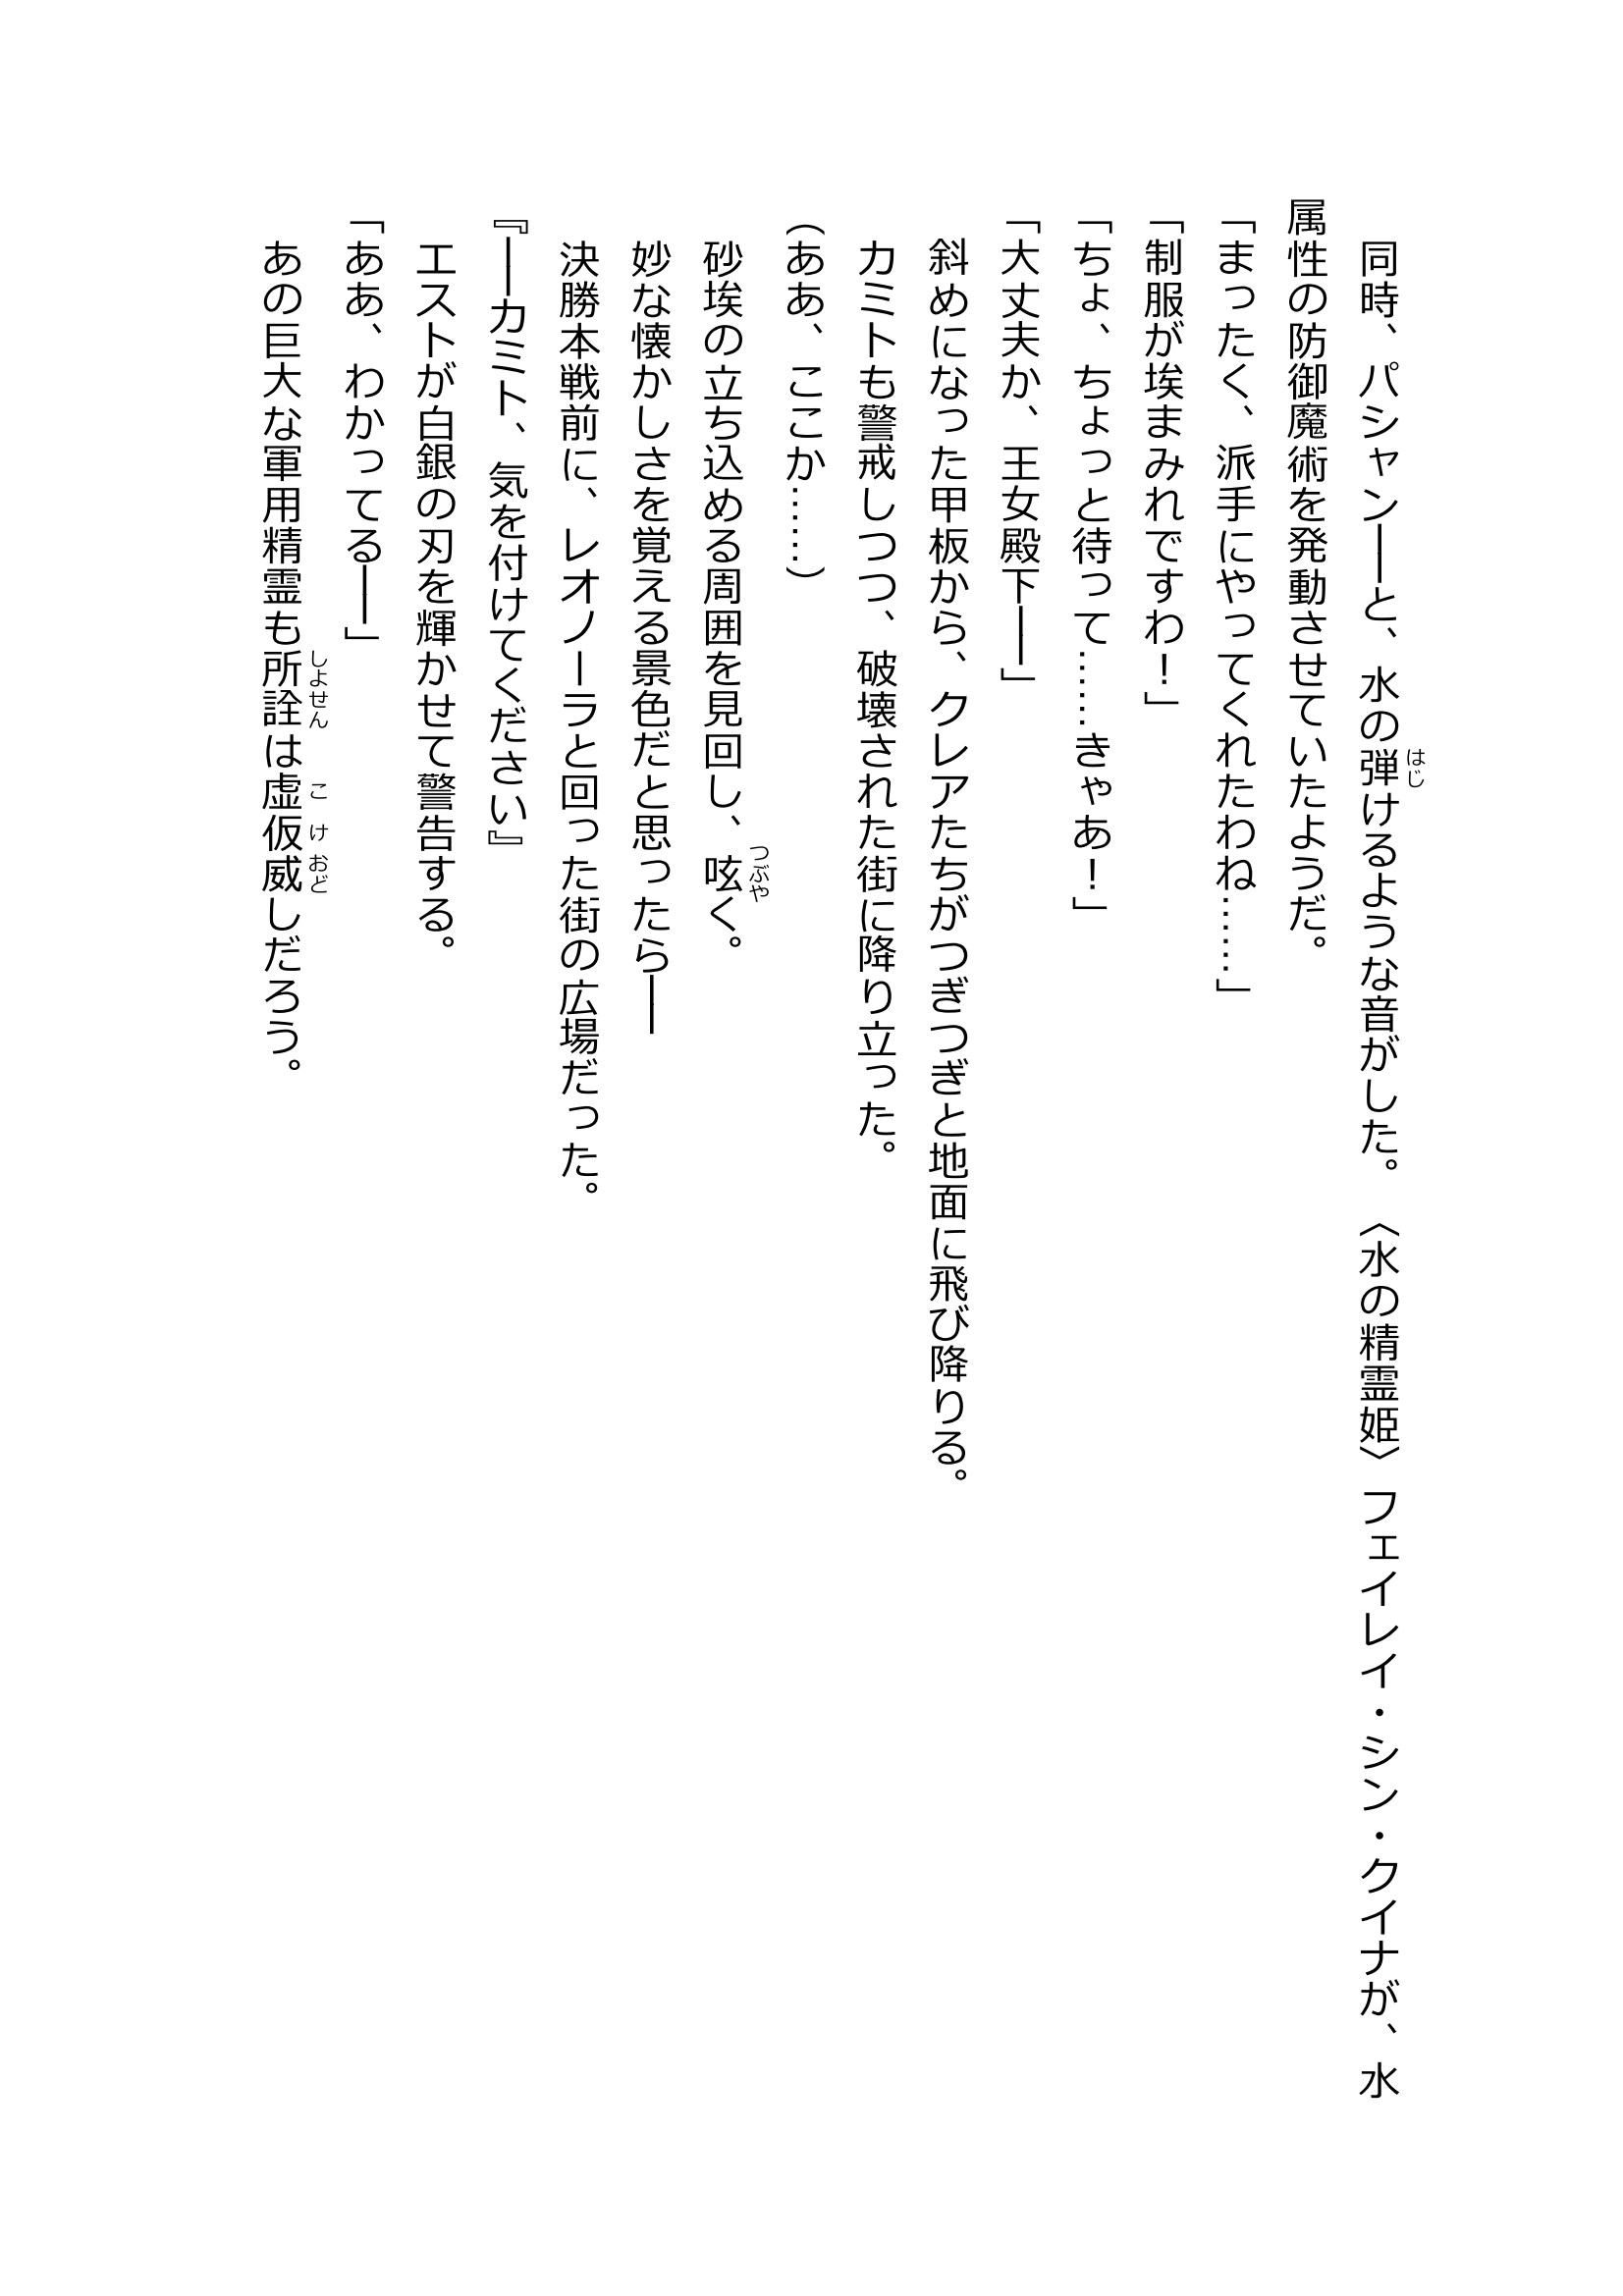 同時、パシャン――と、水の弾けるような音がした。〈水の精霊姫〉フェイレイ・シン・クイナが、水
属性の防御魔術を発動させていたようだ。
「まったく、派手にやってくれたわね……」
「制服が埃まみれですわ！」
「ちょ、ちょっと待って……きゃあ！」
「大丈夫か、王女殿下――」
斜めになった甲板から、クレアたちがつぎつぎと地面に飛び降りる。
カミトも警戒しつつ、破壊された街に降り立った。
（ああ、ここか……）
砂埃の立ち込める周囲を見回し、呟く。
妙な懐かしさを覚える景色だと思ったら――
決勝本戦前に、レオノーラと回った街の広場だった。
『――カミト、気を付けてください』
エストが白銀の刃を輝かせて警告する。
「ああ、わかってる――」
あの巨大な軍用精霊も所詮は虚仮威しだろう。
はじ
つぶや
しよせん
こけおど